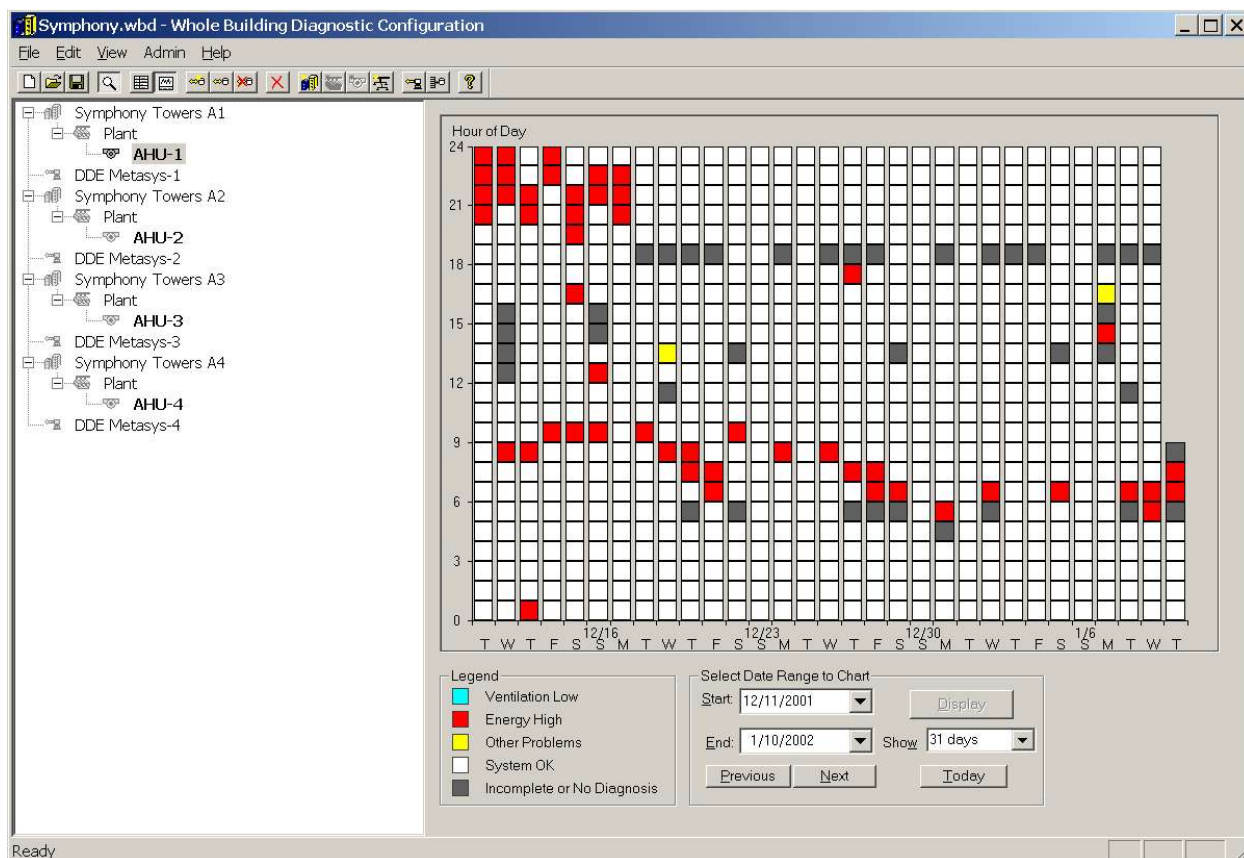 Symphony.wbd - Whole Building Diagnostic Configuration
File Edit View Admin Help
Symphony Towers A1
Plant
AHU-1
DDE Metasys-1
Symphony Towers A2
Plant
AHU-2
DDE Metasys-2
Symphony Towers A3
Plant
AHU-3
DDE Metasys-3
Symphony Towers A4
Plant
AHU-4
DDE Metasys-4
Hour of Day
24
21
18
15
12
9
6
3
0
12/16 12/23 12/30 1/6
T W T F S S M T W T F S S M T W T F S S M T W T F S S M T W T
Legend
Ventilation Low
Energy High
Other Problems
System OK
Incomplete or No Diagnosis
Select Date Range to Chart
Start: 12/11/2001 Display
End: 1/10/2002 Show 31 days
Previous Next Today
Ready